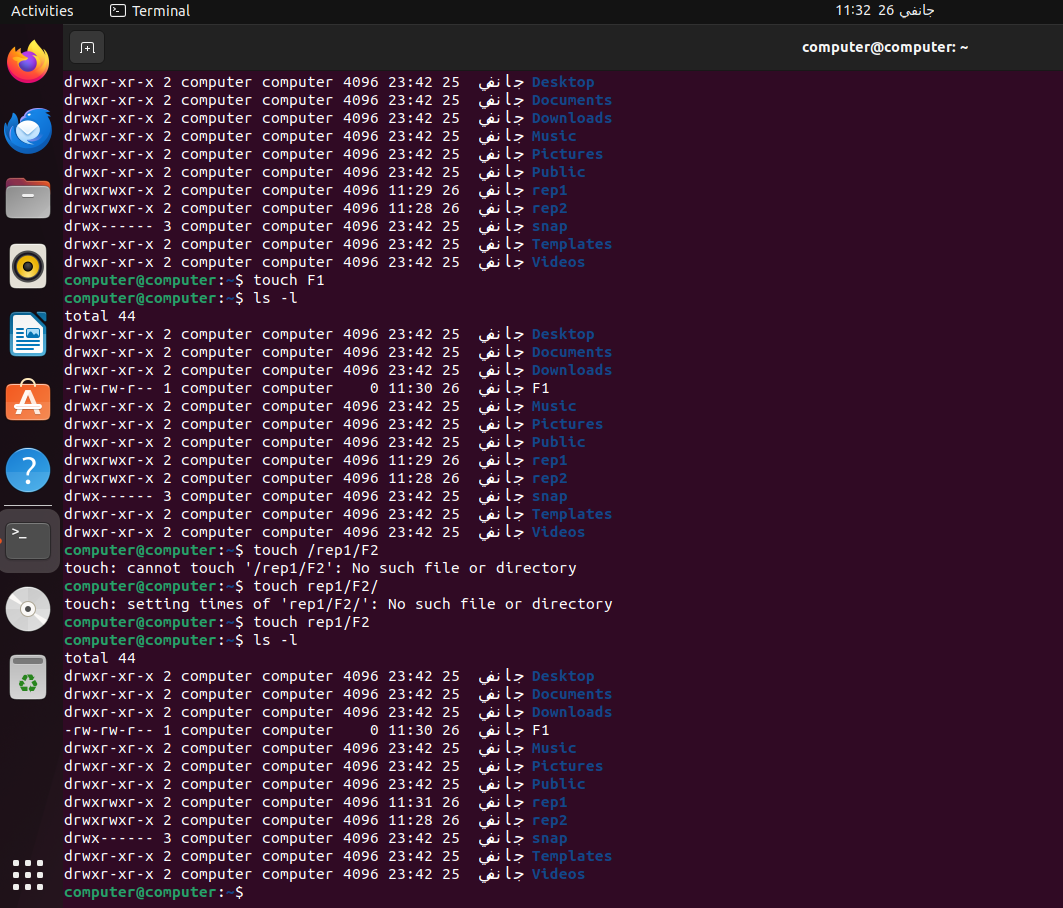 Activities
Terminal
11:32 26 جانفي
computer@computer: ~
drwxr-xr-x 2 computer computer 4096 23:42 25 جانفي Desktop
drwxr-xr-x 2 computer computer 4096 23:42 25 جانفي Documents
drwxr-xr-x 2 computer computer 4096 23:42 25 جانفي Downloads
drwxr-xr-x 2 computer computer 4096 23:42 25 جانفي Music
drwxr-xr-x 2 computer computer 4096 23:42 25 جانفي Pictures
drwxr-xr-x 2 computer computer 4096 23:42 25 جانفي Public
drwxrwxr-x 2 computer computer 4096 11:29 26 جانفي rep1
drwxrwxr-x 2 computer computer 4096 11:28 26 جانفي rep2
drwx------ 3 computer computer 4096 23:42 25 جانفي snap
drwxr-xr-x 2 computer computer 4096 23:42 25 جانفي Templates
drwxr-xr-x 2 computer computer 4096 23:42 25 جانفي Videos
computer@computer:~$ touch F1
computer@computer:~$ ls -l
total 44
drwxr-xr-x 2 computer computer 4096 23:42 25 جانفي Desktop
drwxr-xr-x 2 computer computer 4096 23:42 25 جانفي Documents
drwxr-xr-x 2 computer computer 4096 23:42 25 جانفي Downloads
-rw-rw-r-- 1 computer computer    0 11:30 26 جانفي F1
drwxr-xr-x 2 computer computer 4096 23:42 25 جانفي Music
drwxr-xr-x 2 computer computer 4096 23:42 25 جانفي Pictures
drwxr-xr-x 2 computer computer 4096 23:42 25 جانفي Public
drwxrwxr-x 2 computer computer 4096 11:29 26 جانفي rep1
drwxrwxr-x 2 computer computer 4096 11:28 26 جانفي rep2
drwx------ 3 computer computer 4096 23:42 25 جانفي snap
drwxr-xr-x 2 computer computer 4096 23:42 25 جانفي Templates
drwxr-xr-x 2 computer computer 4096 23:42 25 جانفي Videos
computer@computer:~$ touch /rep1/F2
touch: cannot touch '/rep1/F2': No such file or directory
computer@computer:~$ touch rep1/F2/
touch: setting times of 'rep1/F2/': No such file or directory
computer@computer:~$ touch rep1/F2
computer@computer:~$ ls -l
total 44
drwxr-xr-x 2 computer computer 4096 23:42 25 جانفي Desktop
drwxr-xr-x 2 computer computer 4096 23:42 25 جانفي Documents
drwxr-xr-x 2 computer computer 4096 23:42 25 جانفي Downloads
-rw-rw-r-- 1 computer computer    0 11:30 26 جانفي F1
drwxr-xr-x 2 computer computer 4096 23:42 25 جانفي Music
drwxr-xr-x 2 computer computer 4096 23:42 25 جانفي Pictures
drwxr-xr-x 2 computer computer 4096 23:42 25 جانفي Public
drwxrwxr-x 2 computer computer 4096 11:31 26 جانفي rep1
drwxrwxr-x 2 computer computer 4096 11:28 26 جانفي rep2
drwx------ 3 computer computer 4096 23:42 25 جانفي snap
drwxr-xr-x 2 computer computer 4096 23:42 25 جانفي Templates
drwxr-xr-x 2 computer computer 4096 23:42 25 جانفي Videos
computer@computer:~$